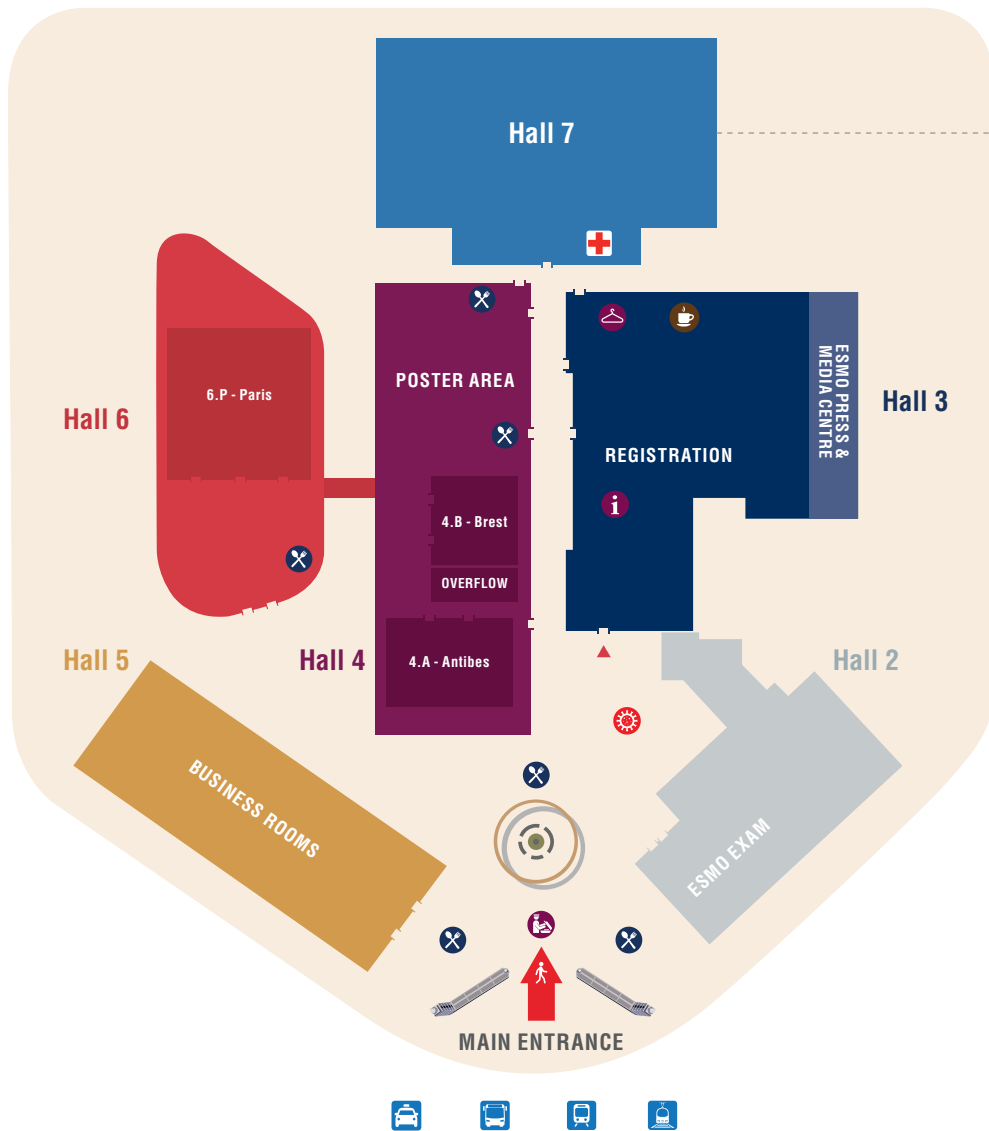 Hall 7
POSTER AREA
6.P - Paris
Hall 6
ESMO PRESS &
MEDIA CENTRE
Hall 3
REGISTRATION
i
4.B - Brest
OVERFLOW
Hall 5
Hall 4
4.A - Antibes
Hall 2
BUSINESS ROOMS
ESMO EXAM
MAIN ENTRANCE